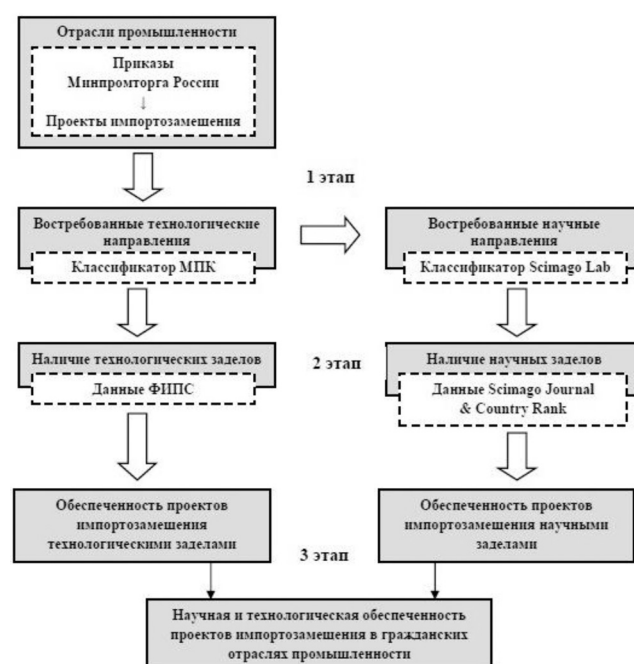 Отрасли промышленности
Приказы
Минпромторга России
↓
Проекты импортозамещения
1 этап
Востребованные технологические
направления
Классификатор МПК
Востребованные научные
направления
Классификатор Scimago Lab
Наличие технологических заделов
Данные ФИПС
2 этап
Наличие научных заделов
Данные Scimago Journal
& Country Rank
Обеспеченность проектов
импортозамещения
технологическими заделами
Обеспеченность проектов
импортозамещения научными
заделами
3 этап
Научная и технологическая обеспеченность
проектов импортозамещения в гражданских
отраслях промышленности